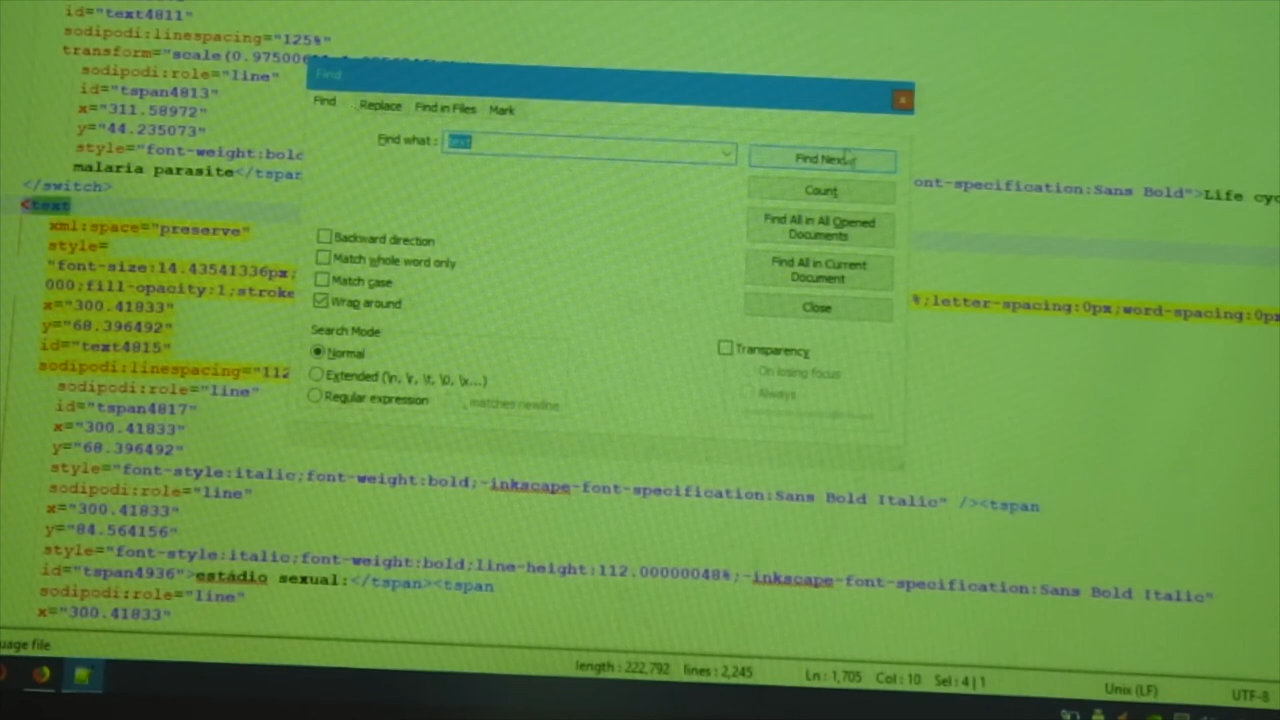 id="text4811"
sodipodi:linespacing="125%"
sodipodi:role="line"
id="tspan4813"
x="311.58972"
y="44.235073"
style="font-weight:bold
malaria parasite</tspan
ont-specification:Sans Bold">Life cyc
</switch>
<text
xml:space="preserve"
style=
"font-size:14.43541336px;
000;fill-opacity:1;stroke
%;letter-spacing:0px;word-spacing:0px
x="300.41833"
y="68.396492"
id="text4815"
sodipodi:linespacing="112
sodipodi:role="line"
id="tspan4817"
x="300.41833"
y="68.396492"
style="font-style:italic;font-weight:bold;-inkscape-font-specification:Sans Bold Italic" /><tspan
sodipodi:role="line"
x="300.41833"
y="84.564156"
style="font-style:italic;font-weight:bold;line-height:112.00000048%;-inkscape-font-specification:Sans Bold Italic"
id="tspan4936">estádio sexual:</tspan><tspan
sodipodi:role="line"
x="300.41833"
Find
Find Replace Find in Files Mark
Find what : text
Find Next
Count
Find All in All Opened
Documents
Find All in Current
Document
Close
Backward direction
Match whole word only
Match case
Wrap around
Search Mode
Normal
Extended (\n, \r, \t, \0, \x...)
Regular expression
. matches newline
Transparency
On losing focus
Always
uage file
length : 222,792 lines : 2,245
Ln : 1,705 Col : 10 Sel : 4 | 1
Unix (LF)
UTF-8